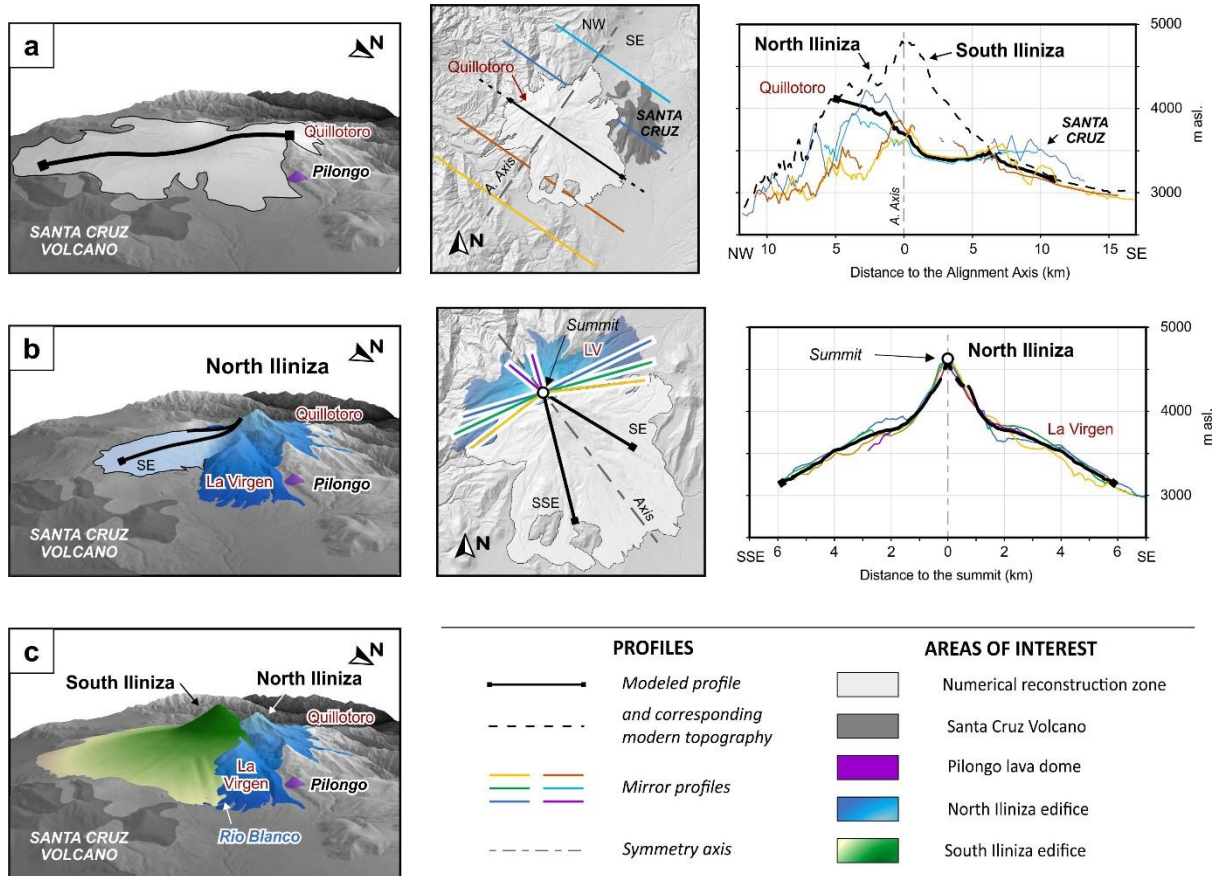 a
N
Quillotoro
Pilongo
SANTA CRUZ
VOLCANO
NW
SE
Quillotoro
SANTA
CRUZ
A. Axis
N
North Iliniza
South Iliniza
Quillotoro
SANTA
CRUZ
A. Axis
5000
4000
3000
m asl.
10
5
0
5
10
15
NW
SE
Distance to the Alignment Axis (km)
b
N
North Iliniza
Quillotoro
SE
La Virgen
Pilongo
SANTA CRUZ
VOLCANO
Summit
LV
SE
SSE
Axis
N
Summit
North Iliniza
La Virgen
5000
4000
3000
m asl.
6
4
2
0
2
4
6
SSE
SE
Distance to the summit (km)
c
N
South Iliniza
North Iliniza
Quillotoro
La
Virgen
Pilongo
Rio Blanco
SANTA CRUZ
VOLCANO
PROFILES
Modeled profile
and corresponding
modern topography
Mirror profiles
Symmetry axis
AREAS OF INTEREST
Numerical reconstruction zone
Santa Cruz Volcano
Pilongo lava dome
North Iliniza edifice
South Iliniza edifice